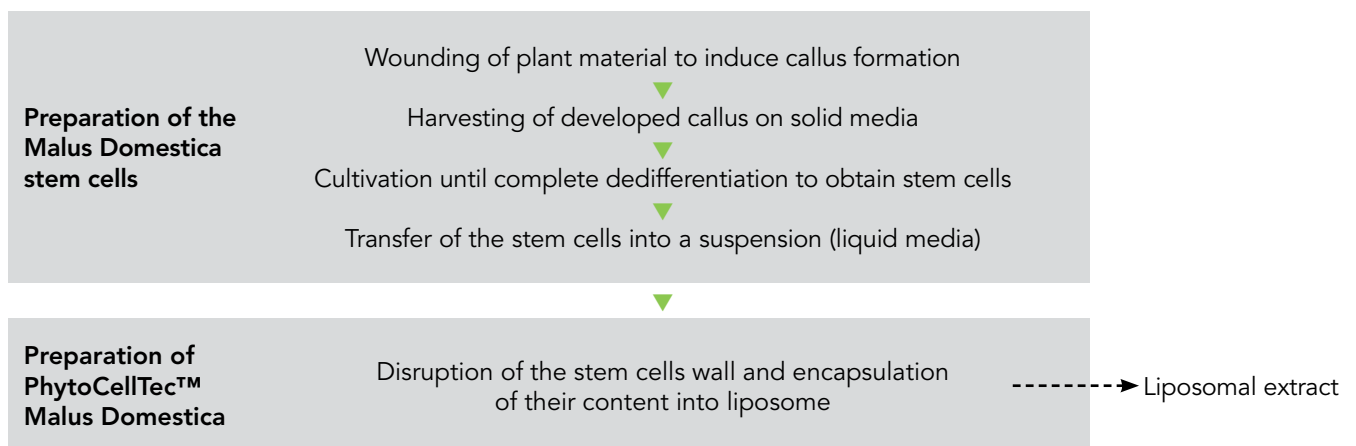 Wounding of plant material to induce callus formation
Preparation of the
Malus Domestica
stem cells
Harvesting of developed callus on solid media
Cultivation until complete dedifferentiation to obtain stem cells
Transfer of the stem cells into a suspension (liquid media)
Preparation of
PhytoCellTec™
Malus Domestica
Disruption of the stem cells wall and encapsulation
of their content into liposome
Liposomal extract